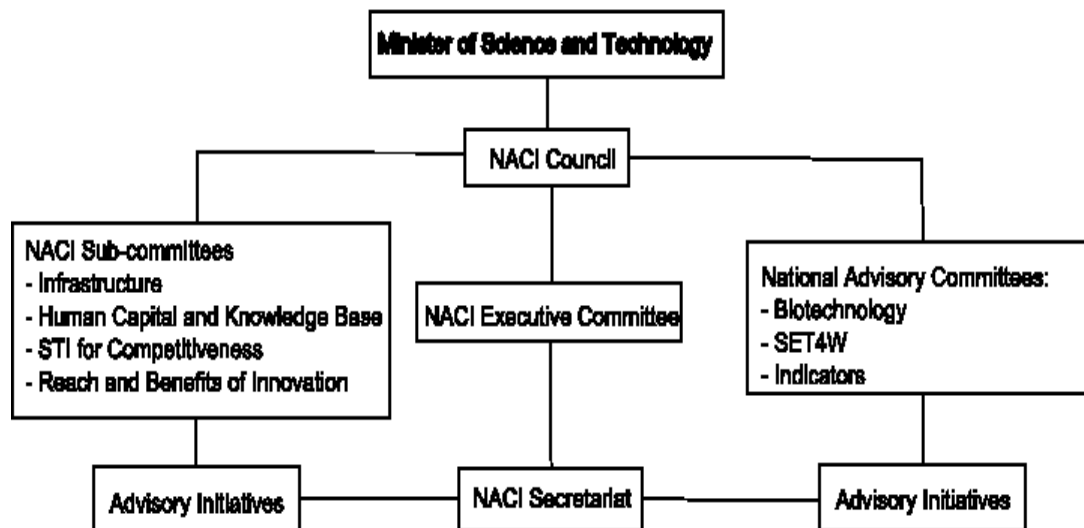 Minister of Science and Technology
NACI Council
NACI Sub-committees
- Infrastructure
- Human Capital and Knowledge Base
- STI for Competitiveness
- Reach and Benefits of Innovation
NACI Executive Committee
National Advisory Committees:
- Biotechnology
- SET4W
- Indicators
Advisory Initiatives
NACI Secretariat
Advisory Initiatives